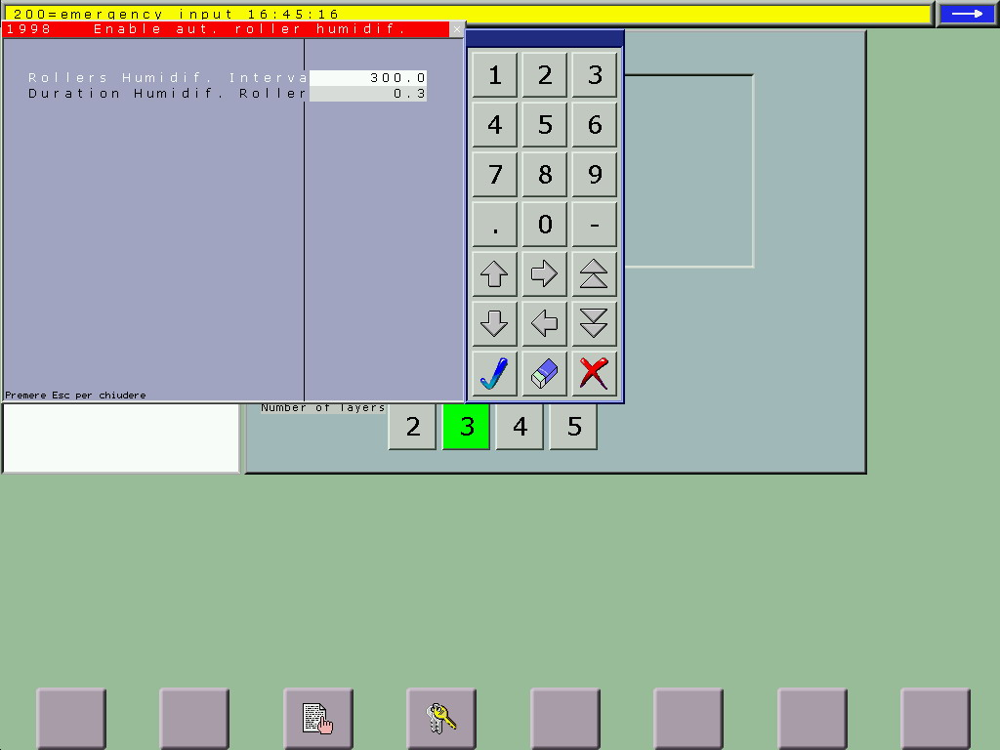 200=emergency input 16:45:16
1998 Enable aut. roller humidif.
Rollers Humidif. Interva 300.0
Duration Humidif. Roller 0.3
1 2 3
4 5 6
7 8 9
. 0 -
Premere Esc per chiudere
Number of layers
2 3 4 5